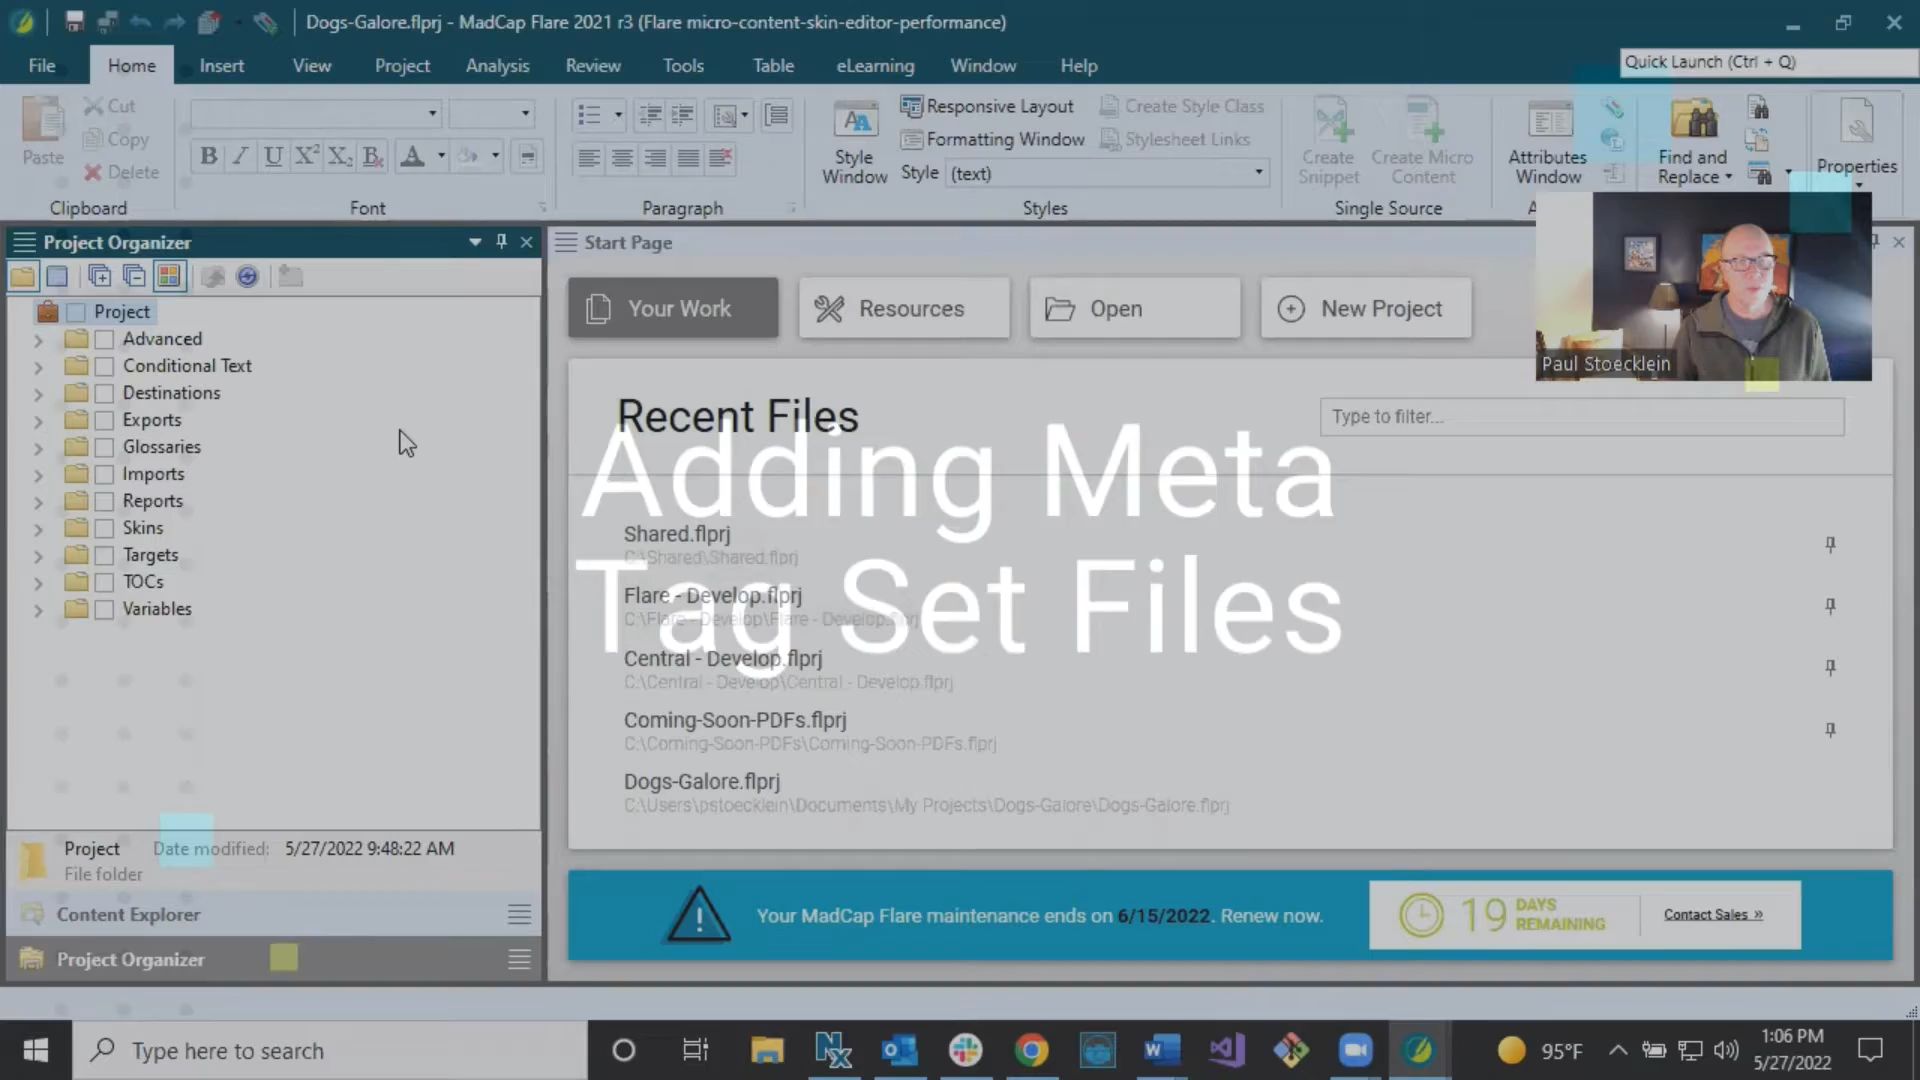 Dogs-Galore.flprj - MadCap Flare 2021 r3 (Flare micro-content-skin-editor-performance)
File Home Insert View Project Analysis Review Tools Table eLearning Window Help
Quick Launch (Ctrl + Q)
Paste
Cut
Copy
Delete
Clipboard
Font
Paragraph
Style Window
Responsive Layout
Formatting Window
Create Style Class
Stylesheet Links
Style (text)
Styles
Create Snippet
Create Micro Content
Single Source
Attributes Window
Find and Replace
Properties
Project Organizer
Project
Advanced
Conditional Text
Destinations
Exports
Glossaries
Imports
Reports
Skins
Targets
TOCs
Variables
Project Date modified: 5/27/2022 9:48:22 AM
File folder
Content Explorer
Project Organizer
Start Page
Your Work
Resources
Open
New Project
Paul Stoecklein
Recent Files
Type to filter...
Adding Meta
Tag Set Files
Shared.flprj
C:\Shared\Shared.flprj
Flare - Develop.flprj
C:\Flare - Develop\Flare - Develop.flprj
Central - Develop.flprj
C:\Central - Develop\Central - Develop.flprj
Coming-Soon-PDFs.flprj
C:\Coming-Soon-PDFs\Coming-Soon-PDFs.flprj
Dogs-Galore.flprj
C:\Users\pstoecklein\Documents\My Projects\Dogs-Galore\Dogs-Galore.flprj
Your MadCap Flare maintenance ends on 6/15/2022. Renew now.
19 DAYS REMAINING
Contact Sales »
Type here to search
95°F
1:06 PM
5/27/2022